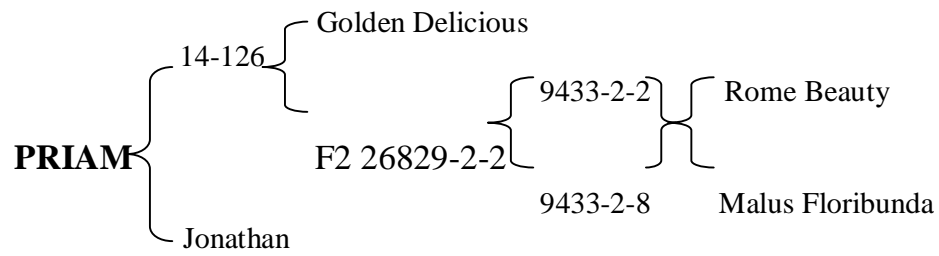 Golden Delicious
14-126
9433-2-2
Rome Beauty
PRIAM
F2 26829-2-2
9433-2-8
Malus Floribunda
Jonathan